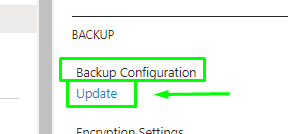 BACKUP
Backup Configuration
Update
Encryption Settings